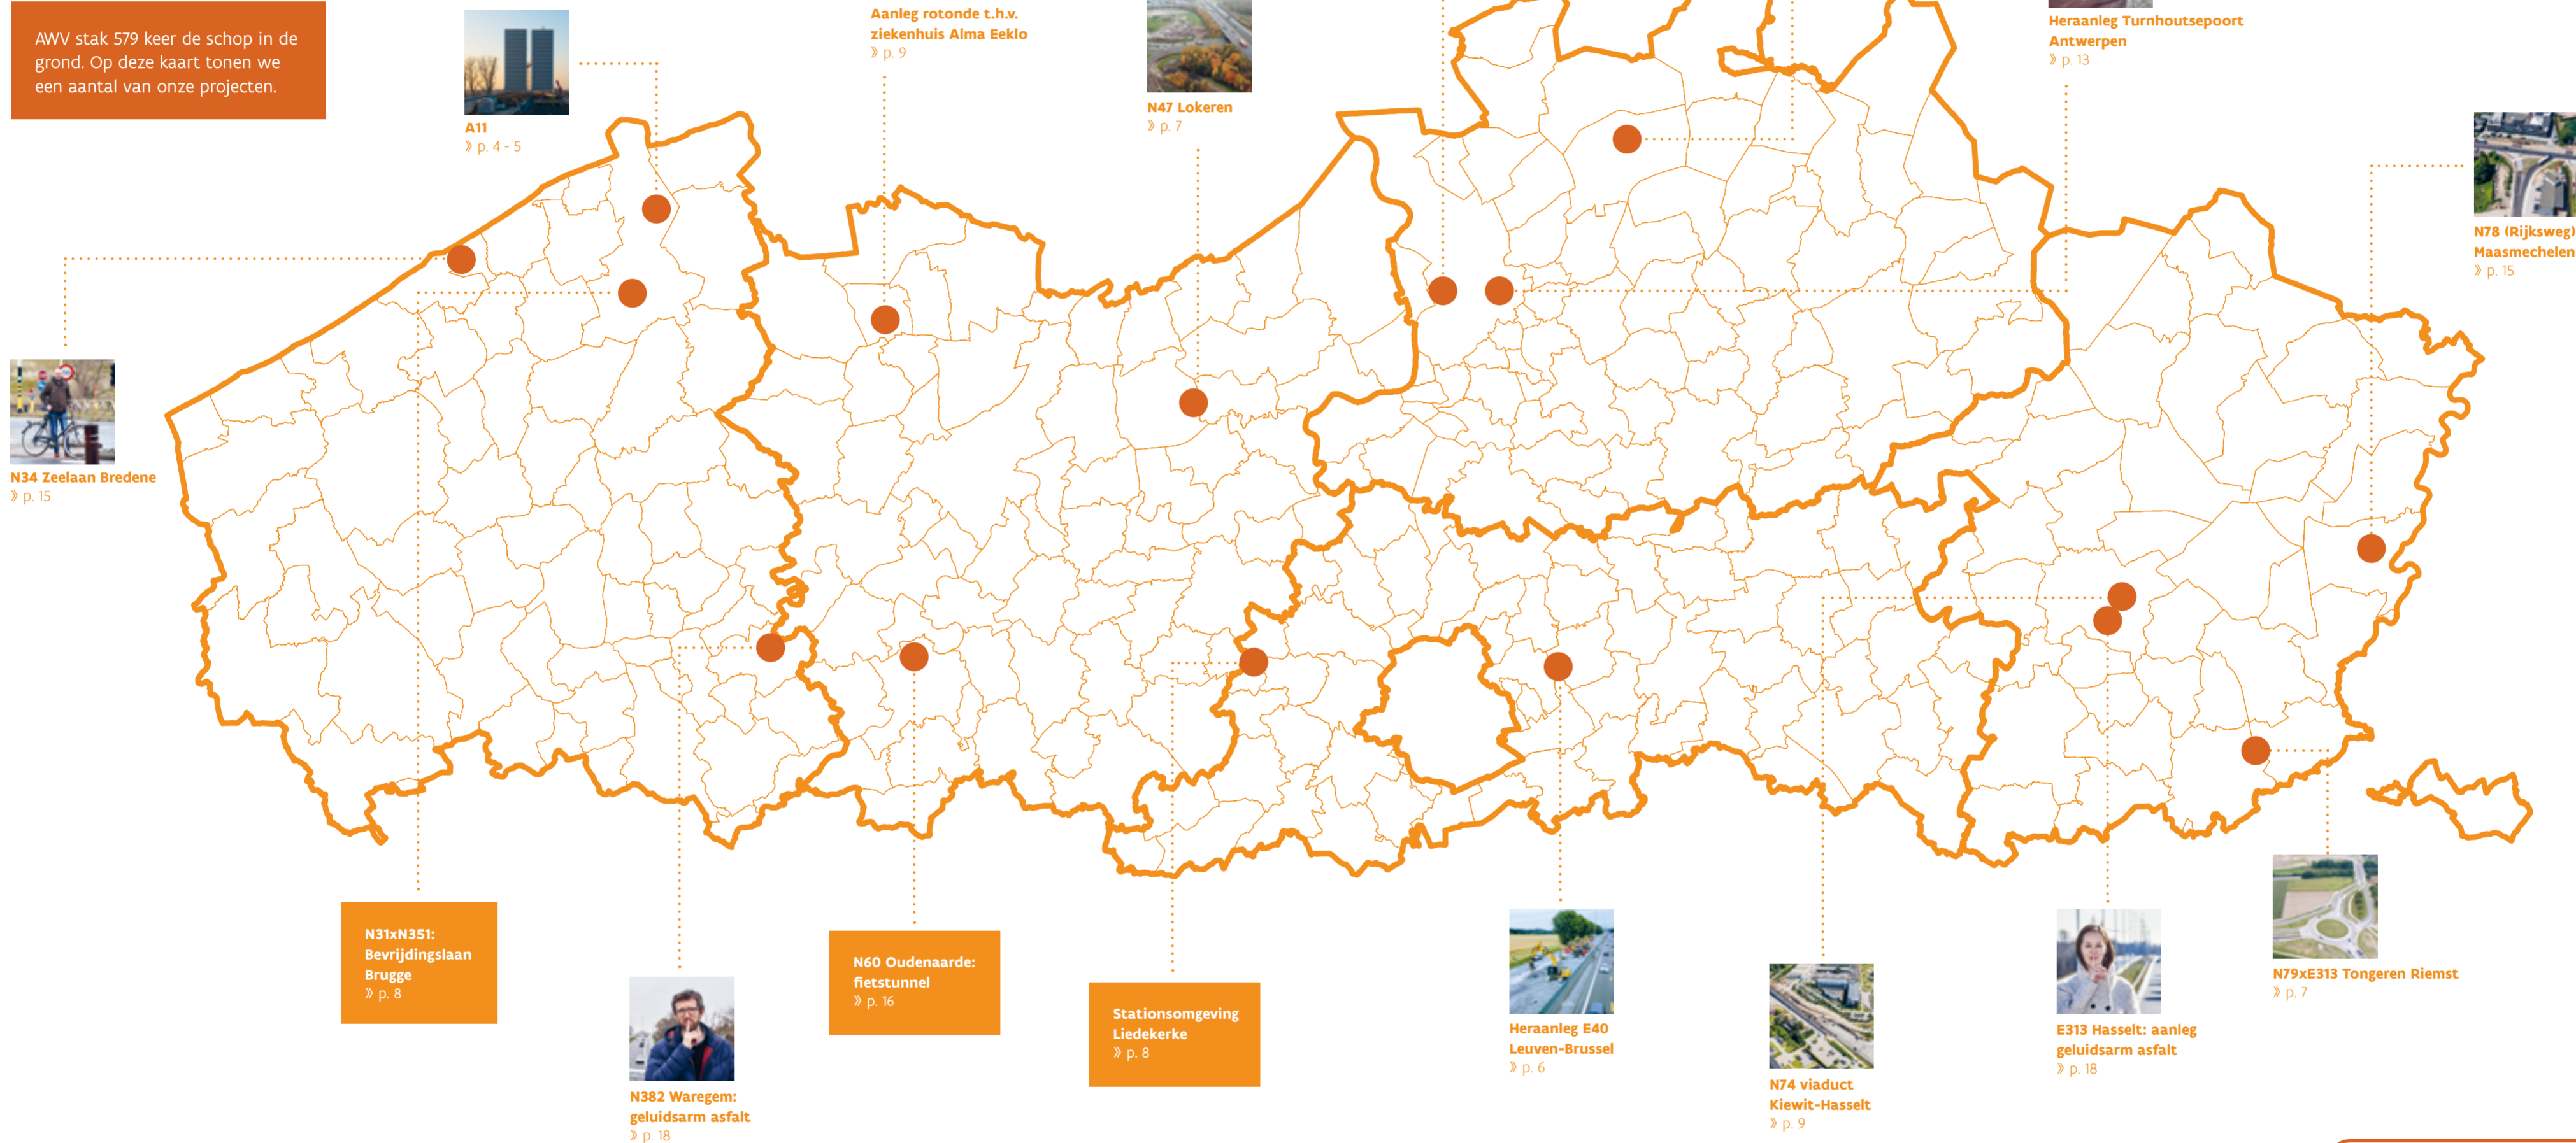 AWV stak 579 keer de schop in de
grond. Op deze kaart tonen we
een aantal van onze projecten.
A11
» p. 4 - 5
Aanleg rotonde t.h.v.
ziekenhuis Alma Eeklo
» p. 9
N47 Lokeren
» p. 7
Heraanleg Turnhoutsepoort
Antwerpen
» p. 13
N78 (Rijksweg)
Maasmechelen
» p. 15
N34 Zeelaan Bredene
» p. 15
N31xN351:
Bevrijdingslaan
Brugge
» p. 8
N382 Waregem:
geluidsarm asfalt
» p. 18
N60 Oudenaarde:
fietstunnel
» p. 16
Stationsomgeving
Liedekerke
» p. 8
Heraanleg E40
Leuven-Brussel
» p. 6
N74 viaduct
Kiewit-Hasselt
» p. 9
E313 Hasselt: aanleg
geluidsarm asfalt
» p. 18
N79xE313 Tongeren Riemst
» p. 7